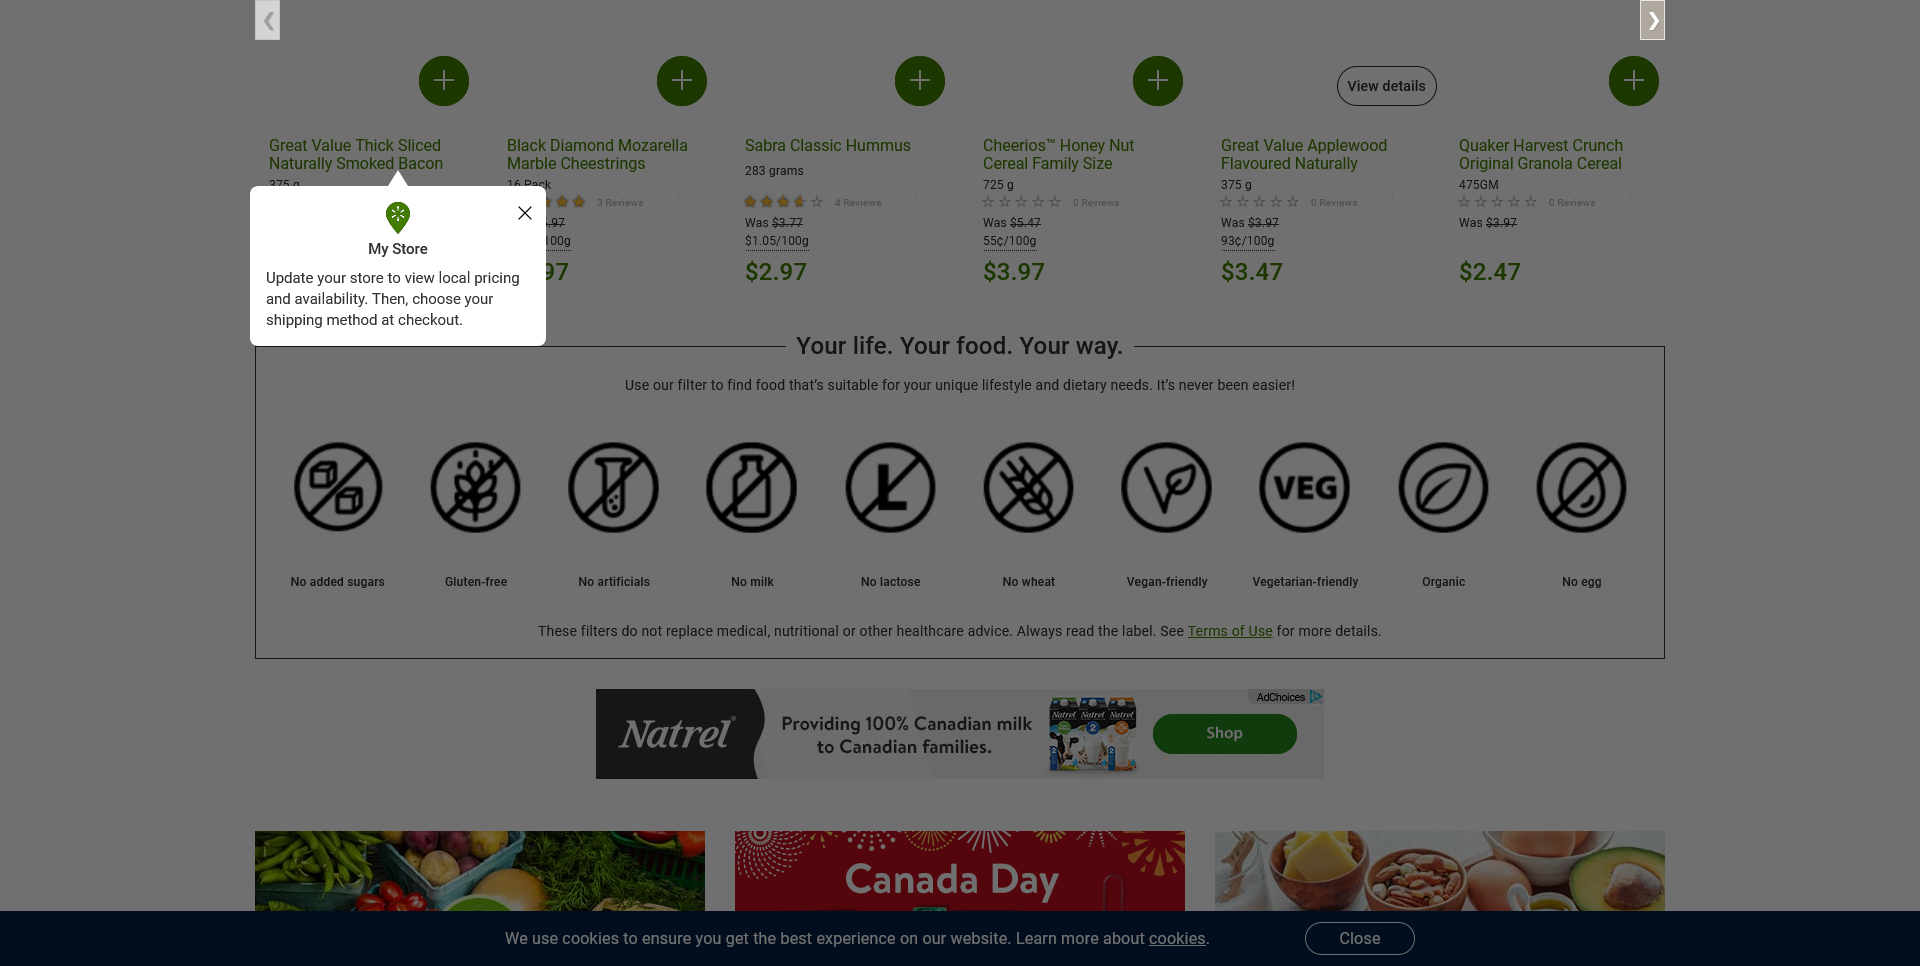 ❮
❯
View details
Great Value Thick Sliced
Naturally Smoked Bacon
375 g
Black Diamond Mozarella
Marble Cheestrings
16 Pack
3 Reviews
.97
100g
97
Sabra Classic Hummus
283 grams
4 Reviews
Was $3.77
$1.05/100g
$2.97
Cheerios™ Honey Nut
Cereal Family Size
725 g
0 Reviews
Was $5.47
55¢/100g
$3.97
Great Value Applewood
Flavoured Naturally
375 g
0 Reviews
Was $3.97
93¢/100g
$3.47
Quaker Harvest Crunch
Original Granola Cereal
475GM
0 Reviews
Was $3.97
$2.47
My Store
Update your store to view local pricing
and availability. Then, choose your
shipping method at checkout.
Your life. Your food. Your way.
Use our filter to find food that’s suitable for your unique lifestyle and dietary needs. It’s never been easier!
L
VEG
No added sugars
Gluten-free
No artificials
No milk
No lactose
No wheat
Vegan-friendly
Vegetarian-friendly
Organic
No egg
These filters do not replace medical, nutritional or other healthcare advice. Always read the label. See Terms of Use for more details.
Natrel®
Providing 100% Canadian milk
to Canadian families.
Natrel Natrel Natrel
2
AdChoices
Shop
Canada Day
We use cookies to ensure you get the best experience on our website. Learn more about cookies.
Close